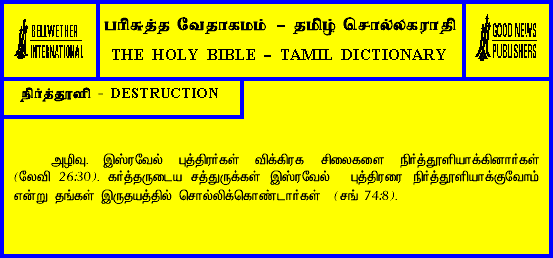 BELLWETHER
INTERNATIONAL
பரிசுத்த வேதாகமம் – தமிழ் சொல்லகராதி
THE HOLY BIBLE – TAMIL DICTIONARY
GOOD NEWS
PUBLISHERS
நிர்த்தூளி - DESTRUCTION
அழிவு. இஸ்ரவேல் புத்திரர்கள் விக்கிரக சிலைகளை நிர்த்தூளியாக்கினார்கள்
(லேவி 26:30). கர்த்தருடைய சத்துருக்கள் இஸ்ரவேல் புத்திரரை நிர்த்தூளியாக்குவோம்
என்று தங்கள் இருதயத்தில் சொல்லிக்கொண்டார்கள் (சங் 74:8).